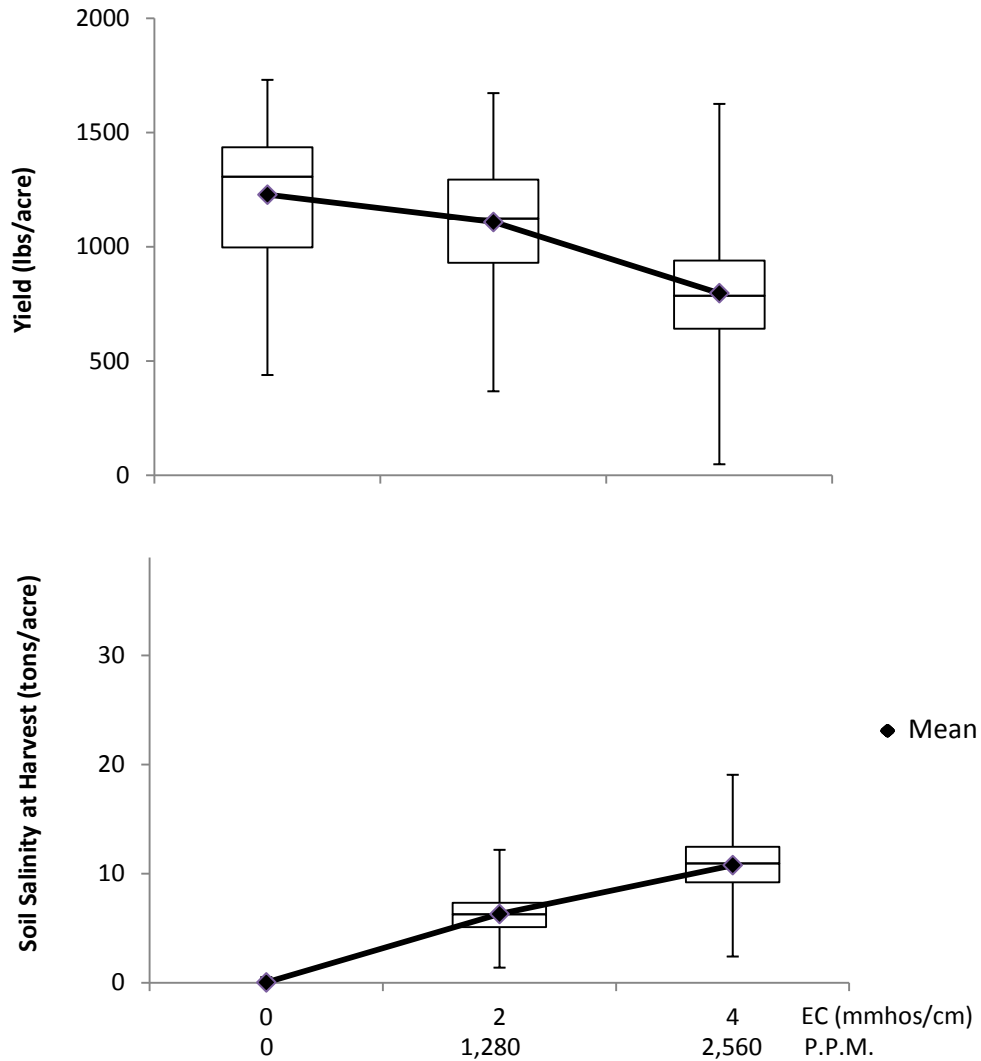 2000
1500
1000
500
0
Yield (lbs/acre)
Soil Salinity at Harvest (tons/acre)
30
20
10
0
◆ Mean
0 2 4 EC (mmhos/cm)
0 1,280 2,560 P.P.M.